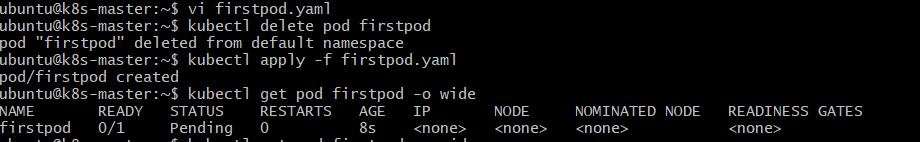 ubuntu@k8s-master:~$ vi firstpod.yaml
ubuntu@k8s-master:~$ kubectl delete pod firstpod
pod "firstpod" deleted from default namespace
ubuntu@k8s-master:~$ kubectl apply -f firstpod.yaml
pod/firstpod created
ubuntu@k8s-master:~$ kubectl get pod firstpod -o wide
NAME READY STATUS RESTARTS AGE IP NODE NOMINATED NODE READINESS GATES
firstpod 0/1 Pending 0 8s <none> <none> <none> <none>